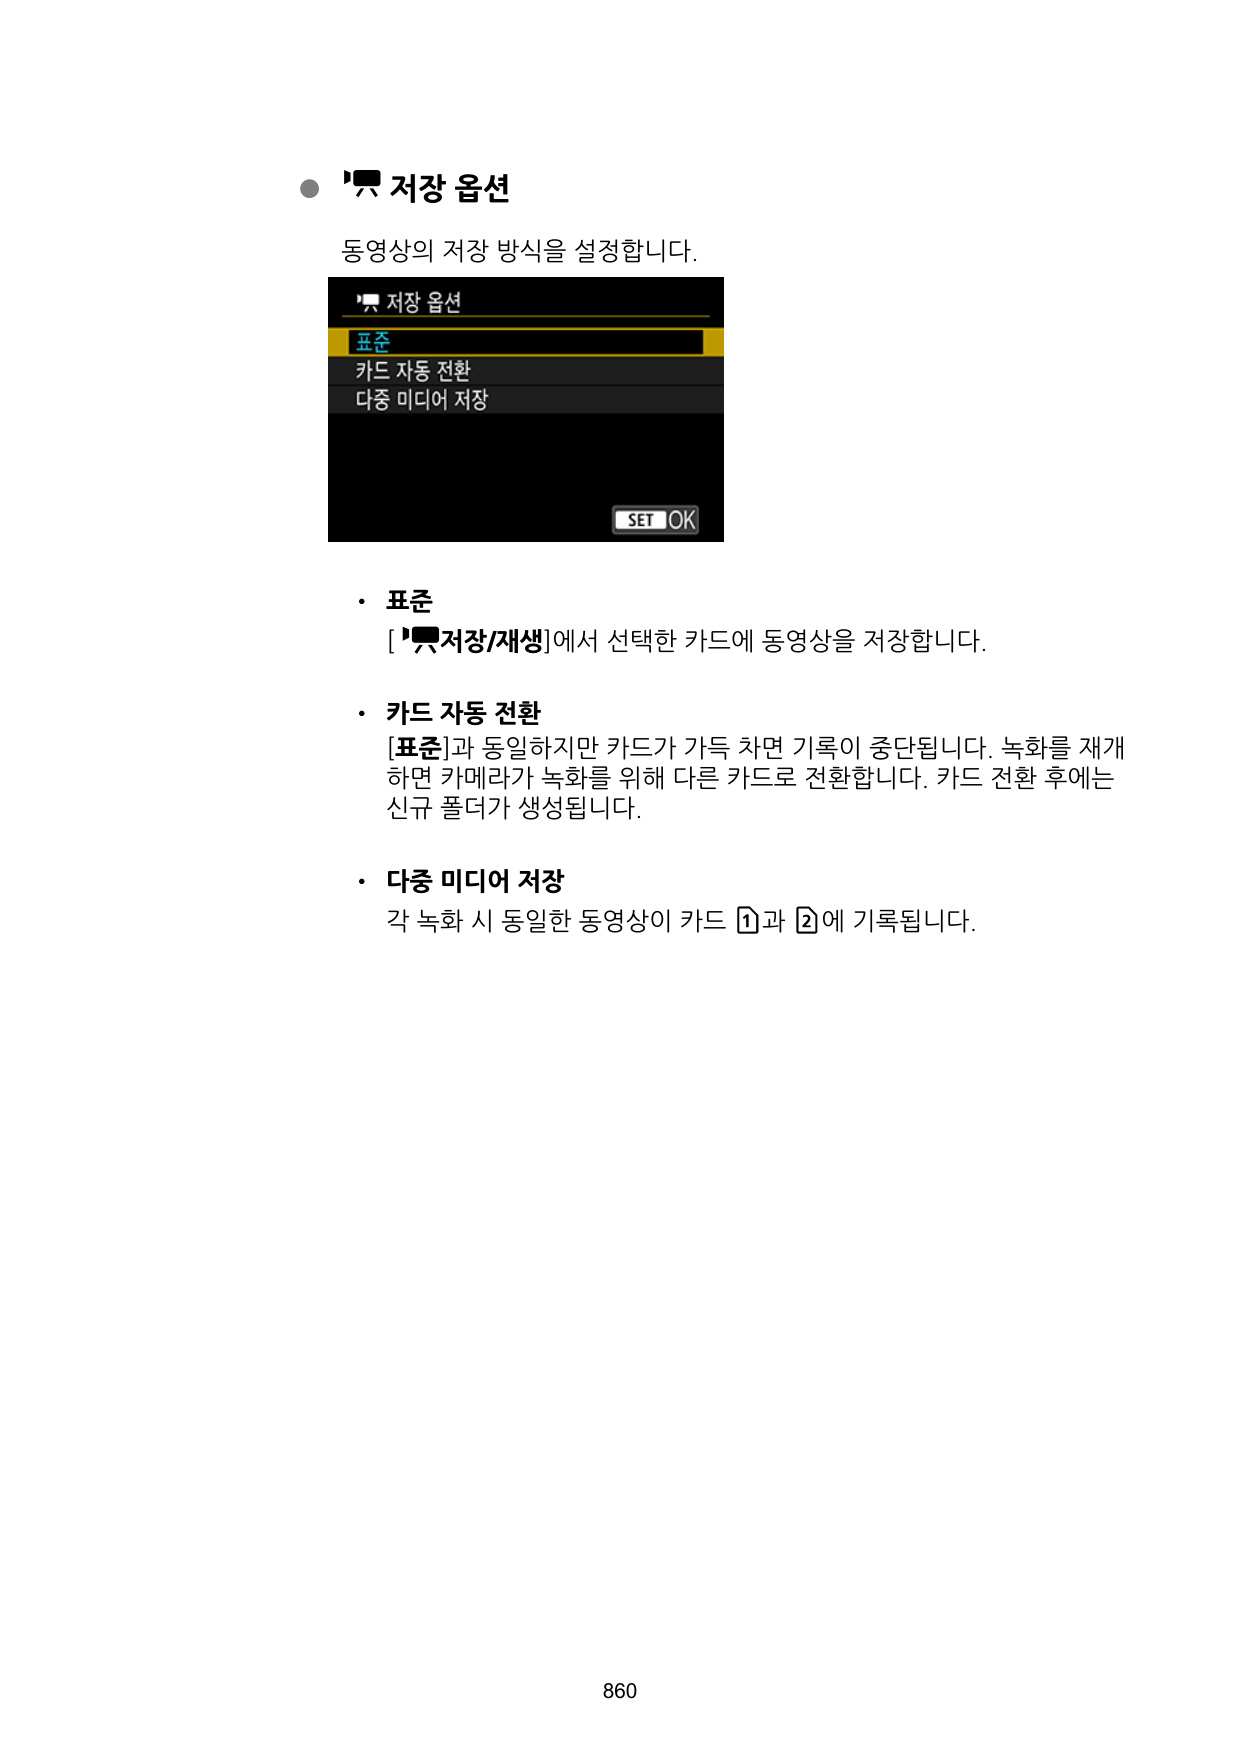 저장 옵션
동영상의 저장 방식을 설정합니다.
저장 옵션
표준
카드 자동 전환
다중 미디어 저장
SET OK
• 표준
[저장/재생]에서 선택한 카드에 동영상을 저장합니다.
• 카드 자동 전환
[표준]과 동일하지만 카드가 가득 차면 기록이 중단됩니다. 녹화를 재개
하면 카메라가 녹화를 위해 다른 카드로 전환합니다. 카드 전환 후에는
신규 폴더가 생성됩니다.
• 다중 미디어 저장
각 녹화 시 동일한 동영상이 카드 1과 2에 기록됩니다.
860